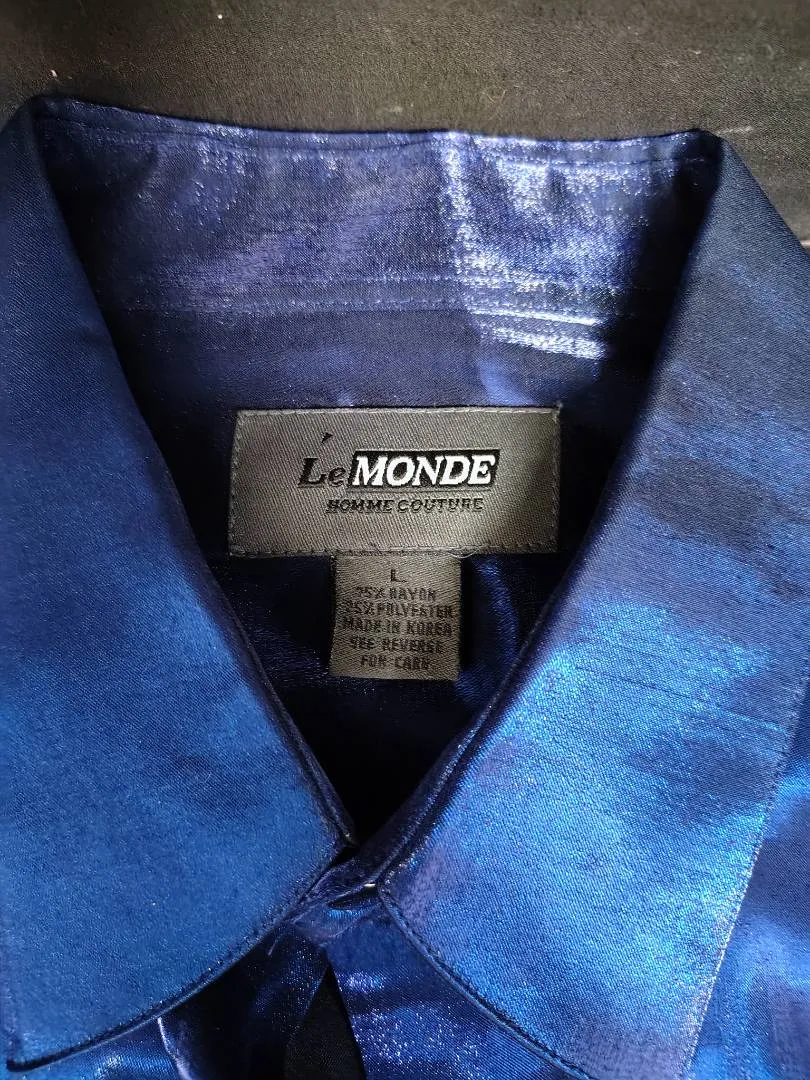 Le MONDE
HOMME COUTURE
L
75% RAYON
25% POLYESTER
MADE IN KOREA
SEE REVERSE
FOR CARE